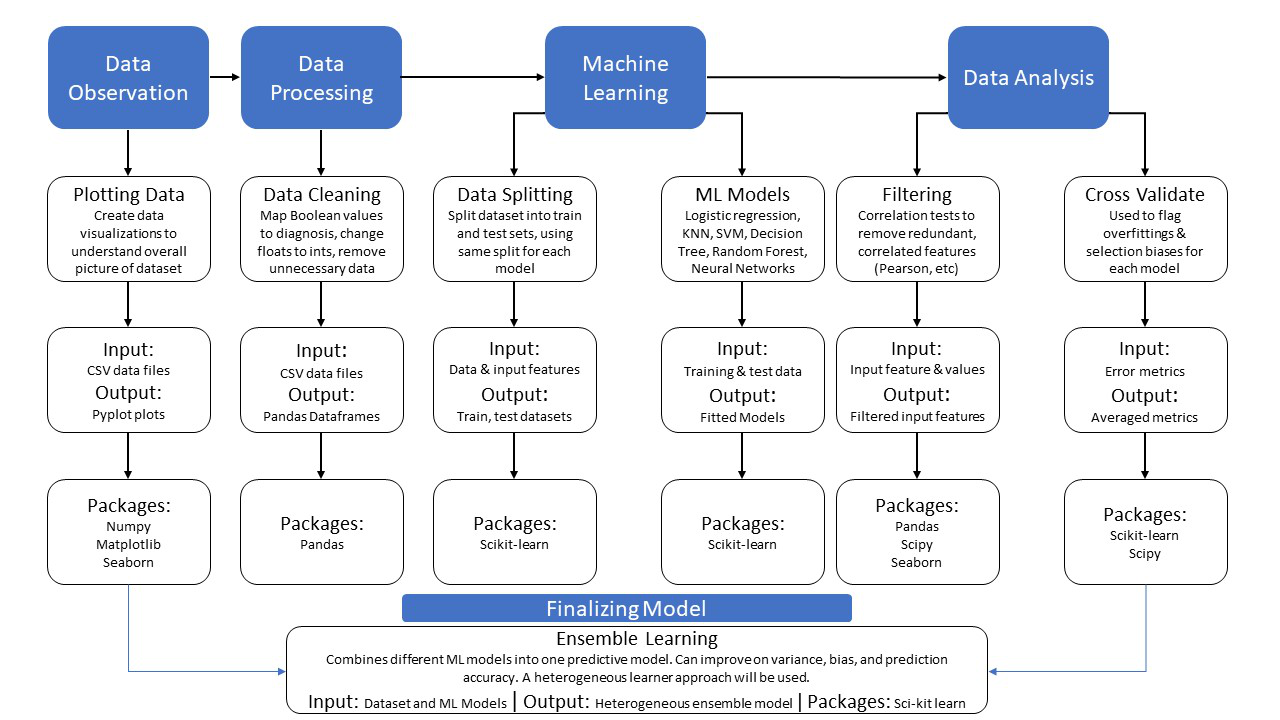 Data
Observation
Data
Processing
Machine
Learning
Data Analysis
Plotting Data
Create data
visualizations to
understand overall
picture of dataset
Data Cleaning
Map Boolean values
to diagnosis, change
floats to ints, remove
unnecessary data
Data Splitting
Split dataset into train
and test sets, using
same split for each
model
ML Models
Logistic regression,
KNN, SVM, Decision
Tree, Random Forest,
Neural Networks
Filtering
Correlation tests to
remove redundant,
correlated features
(Pearson, etc)
Cross Validate
Used to flag
overfittings &
selection biases for
each model
Input:
CSV data files
Output:
Pyplot plots
Input:
CSV data files
Output:
Pandas Dataframes
Input:
Data & input features
Output:
Train, test datasets
Input:
Training & test data
Output:
Fitted Models
Input:
Input feature & values
Output:
Filtered input features
Input:
Error metrics
Output:
Averaged metrics
Packages:
Numpy
Matplotlib
Seaborn
Packages:
Pandas
Packages:
Scikit-learn
Packages:
Scikit-learn
Packages:
Pandas
Scipy
Seaborn
Packages:
Scikit-learn
Scipy
Finalizing Model
Ensemble Learning
Combines different ML models into one predictive model. Can improve on variance, bias, and prediction
accuracy. A heterogeneous learner approach will be used.
Input: Dataset and ML Models | Output: Heterogeneous ensemble model | Packages: Sci-kit learn